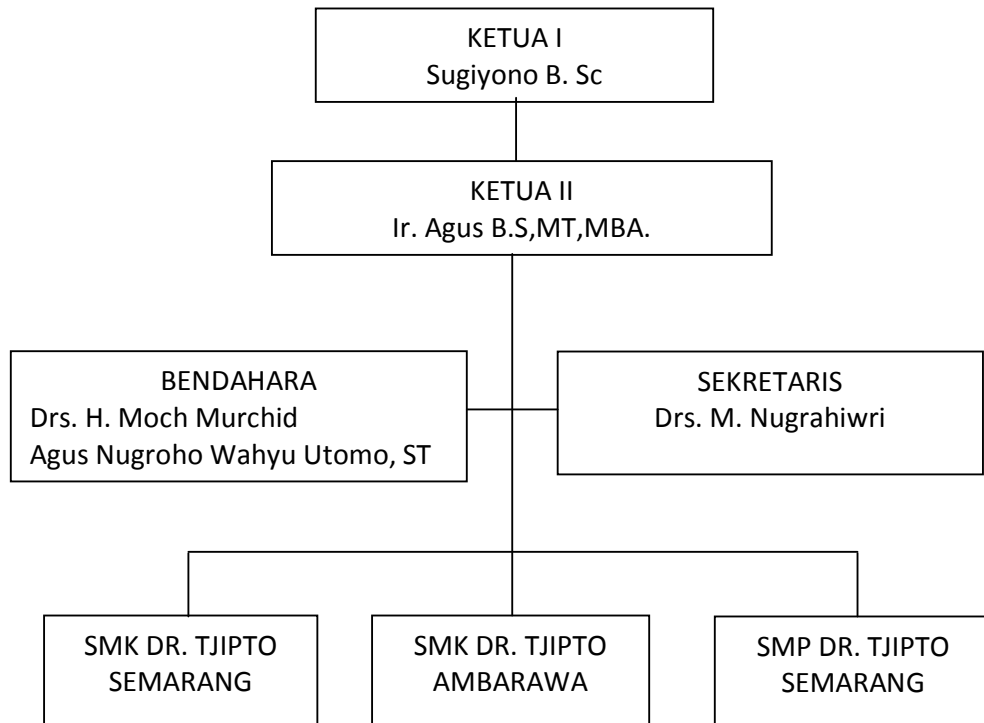 KETUA I
Sugiyono B. Sc
KETUA II
Ir. Agus B.S,MT,MBA.
BENDAHARA
Drs. H. Moch Murchid
Agus Nugroho Wahyu Utomo, ST
SEKRETARIS
Drs. M. Nugrahiwri
SMK DR. TJIPTO
SEMARANG
SMK DR. TJIPTO
AMBARAWA
SMP DR. TJIPTO
SEMARANG